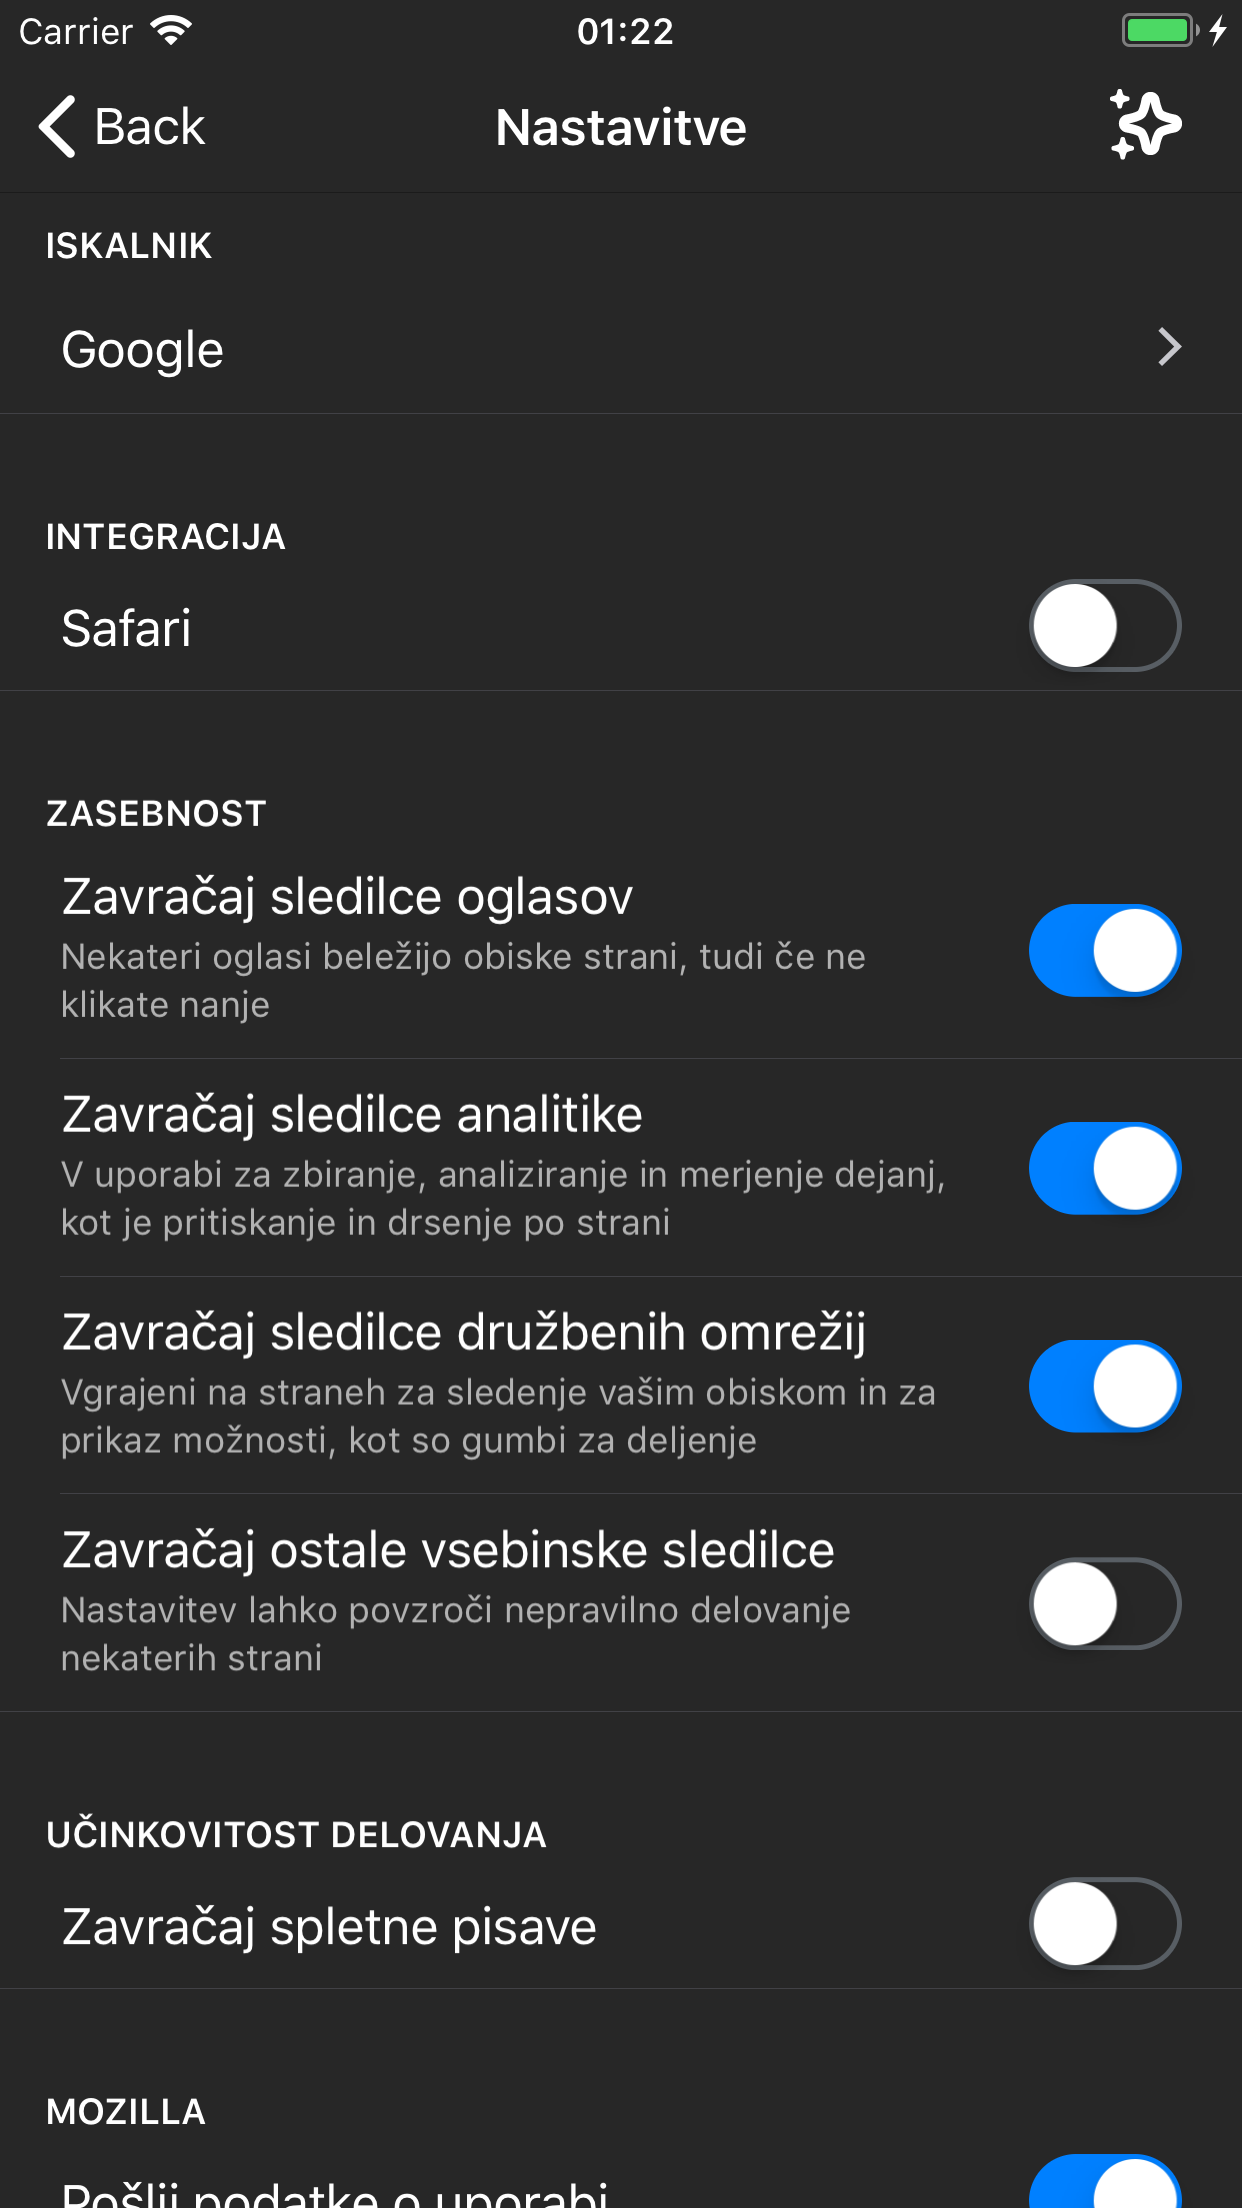 Carrier 01:22
Back Nastavitve
ISKALNIK
Google
INTEGRACIJA
Safari
ZASEBNOST
Zavračaj sledilce oglasov
Nekateri oglasi beležijo obiske strani, tudi če ne
klikate nanje
Zavračaj sledilce analitike
V uporabi za zbiranje, analiziranje in merjenje dejanj,
kot je pritiskanje in drsenje po strani
Zavračaj sledilce družbenih omrežij
Vgrajeni na straneh za sledenje vašim obiskom in za
prikaz možnosti, kot so gumbi za deljenje
Zavračaj ostale vsebinske sledilce
Nastavitev lahko povzroči nepravilno delovanje
nekaterih strani
UČINKOVITOST DELOVANJA
Zavračaj spletne pisave
MOZILLA
Pošlji podatke o uporabi